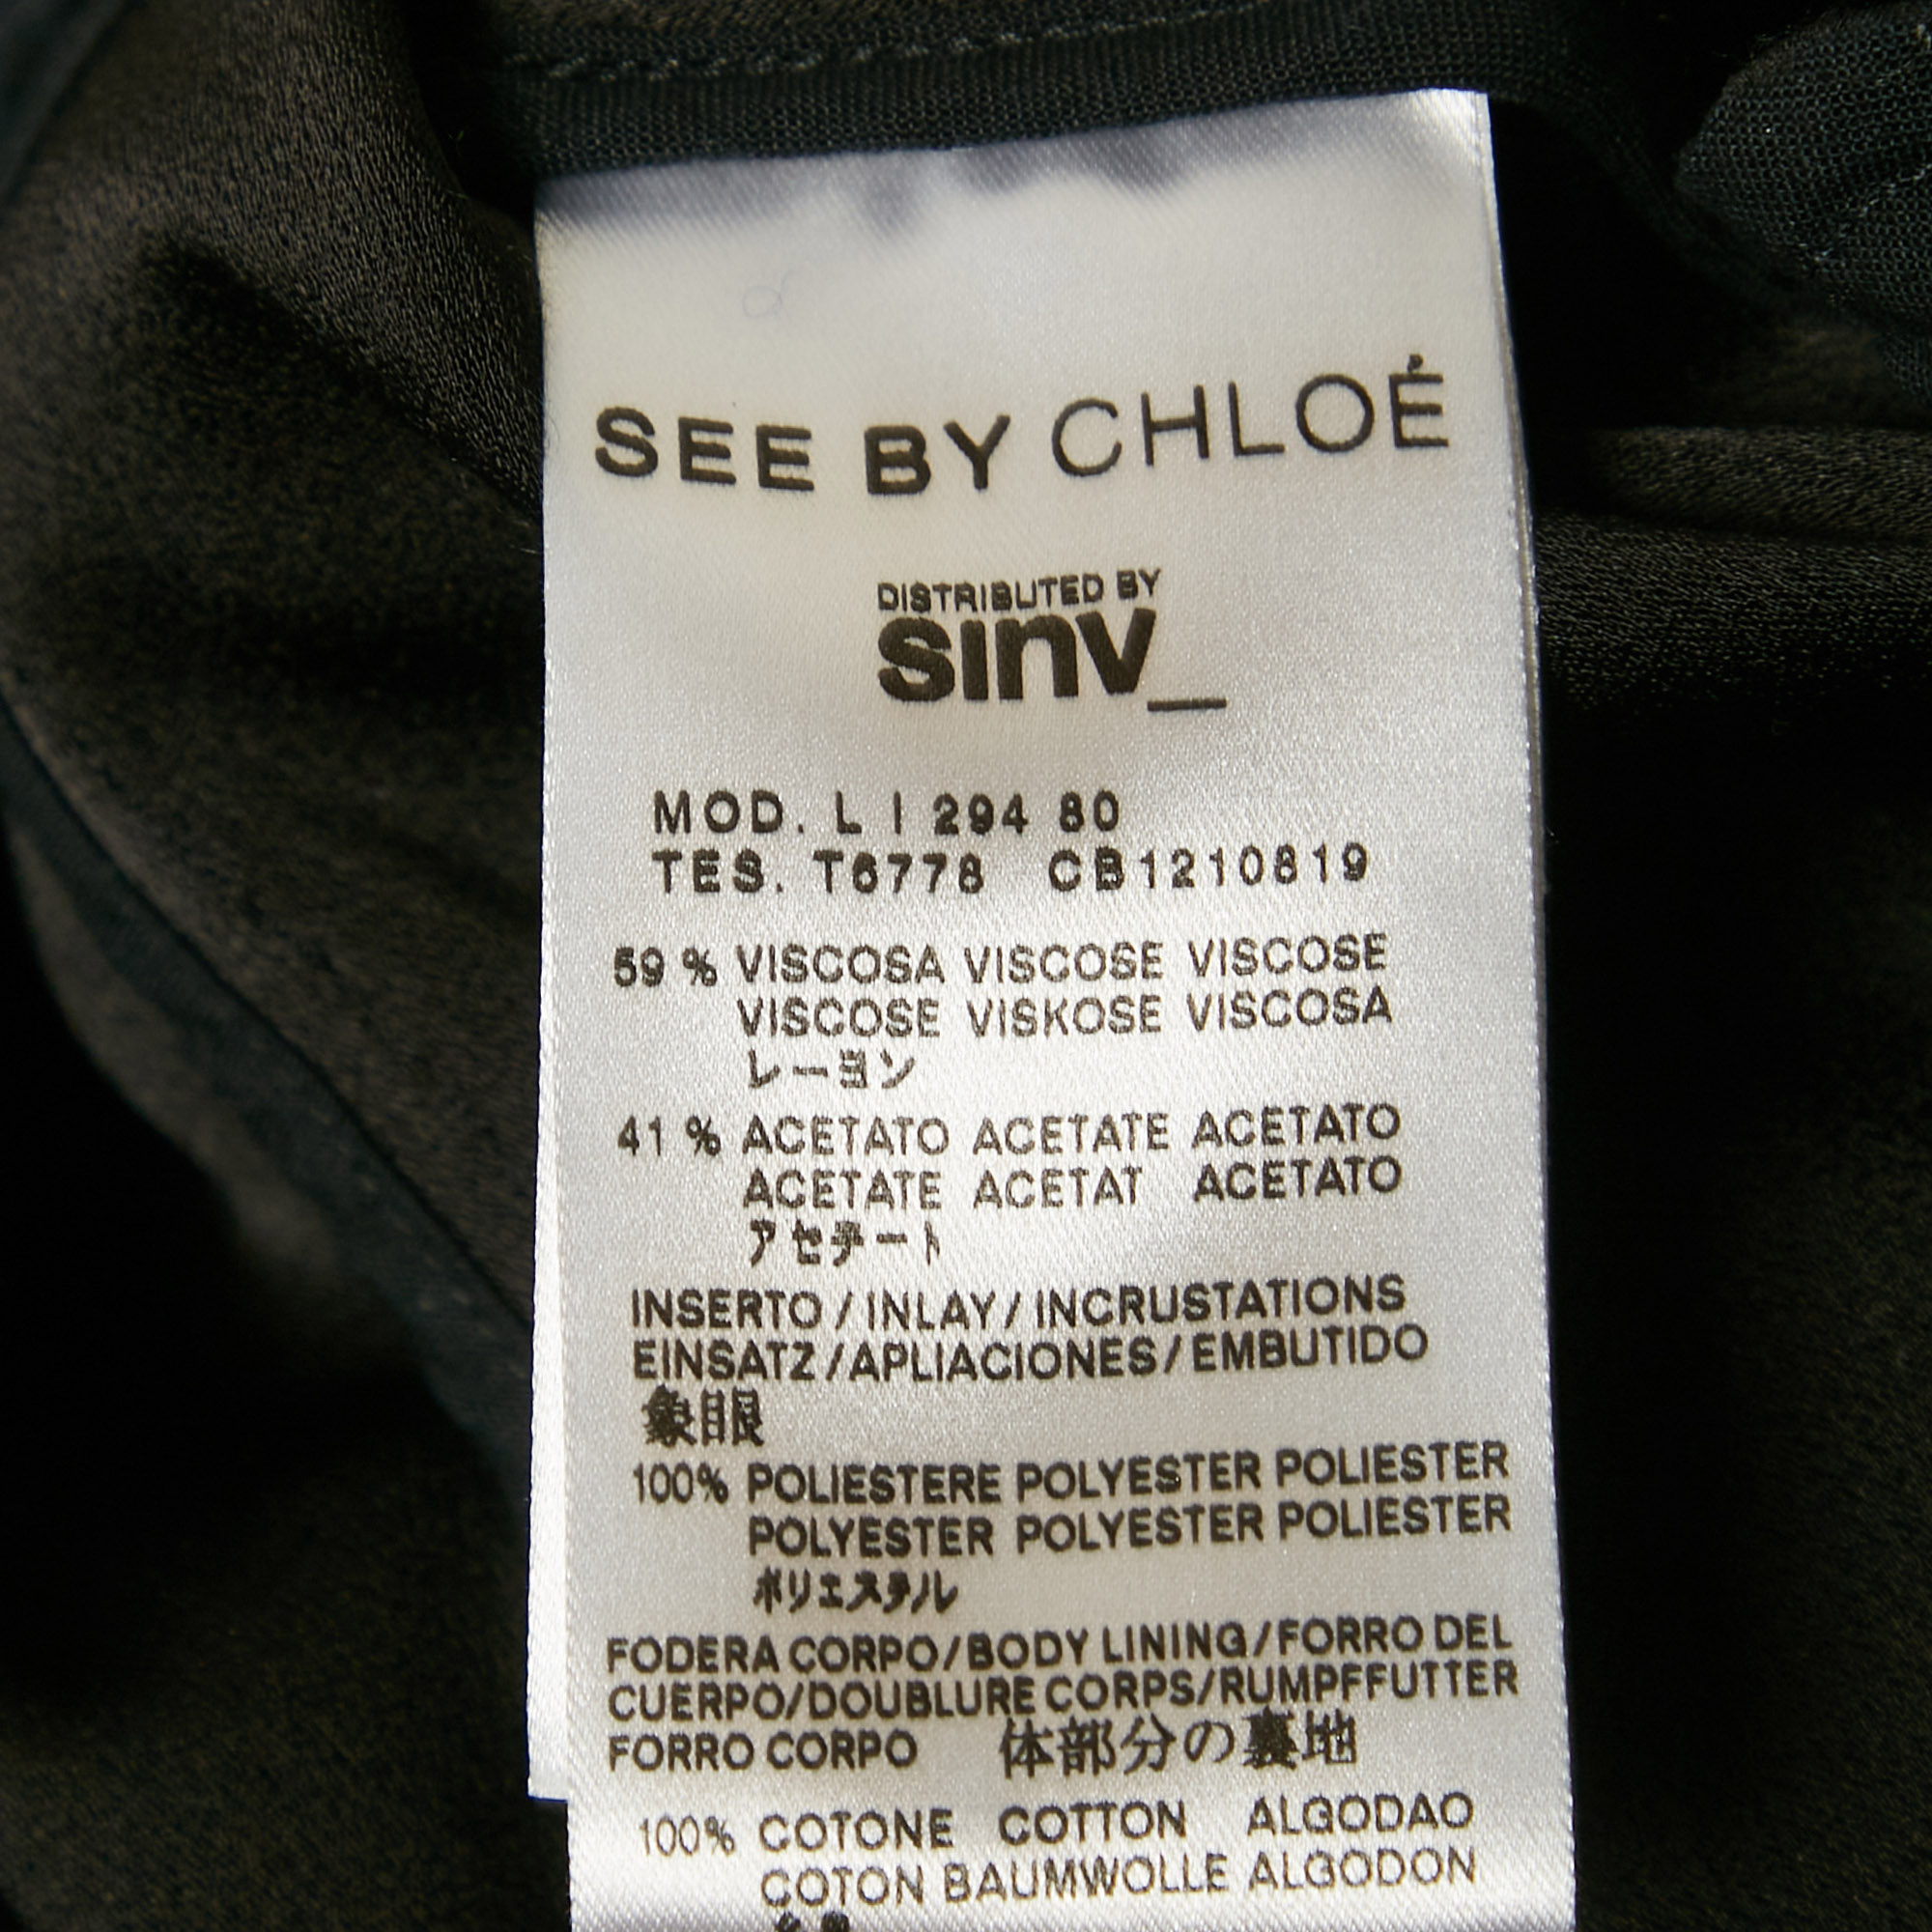 SEE BY CHLOÉ
DISTRIBUTED BY
sınv_
MOD. L I 294 80
TES. T6778 CB1210819
59 % VISCOSA VISCOSE VISCOSE
VISCOSE VISKOSE VISCOSA
レーヨン
41 % ACETATO ACETATE ACETATO
ACETATE ACETAT ACETATO
アセテート
INSERTO / INLAY / INCRUSTATIONS
EINSATZ / APLIACIONES / EMBUTIDO
象眼
100% POLIESTERE POLYESTER POLIESTER
POLYESTER POLYESTER POLIESTER
ポリエステル
FODERA CORPO/BODY LINING/FORRO DEL
CUERPO/DOUBLURE CORPS/RUMPFFUTTER
FORRO CORPO 体部分の裏地
100% COTONE COTTON ALGODAO
COTON BAUMWOLLE ALGODON